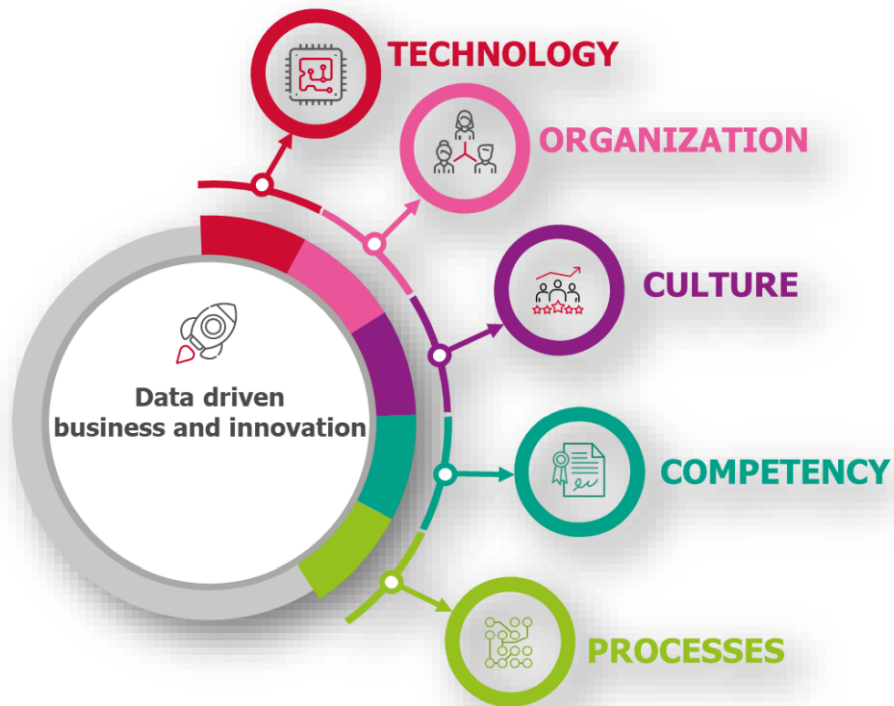 TECHNOLOGY
ORGANIZATION
CULTURE
Data driven
business and innovation
COMPETENCY
PROCESSES